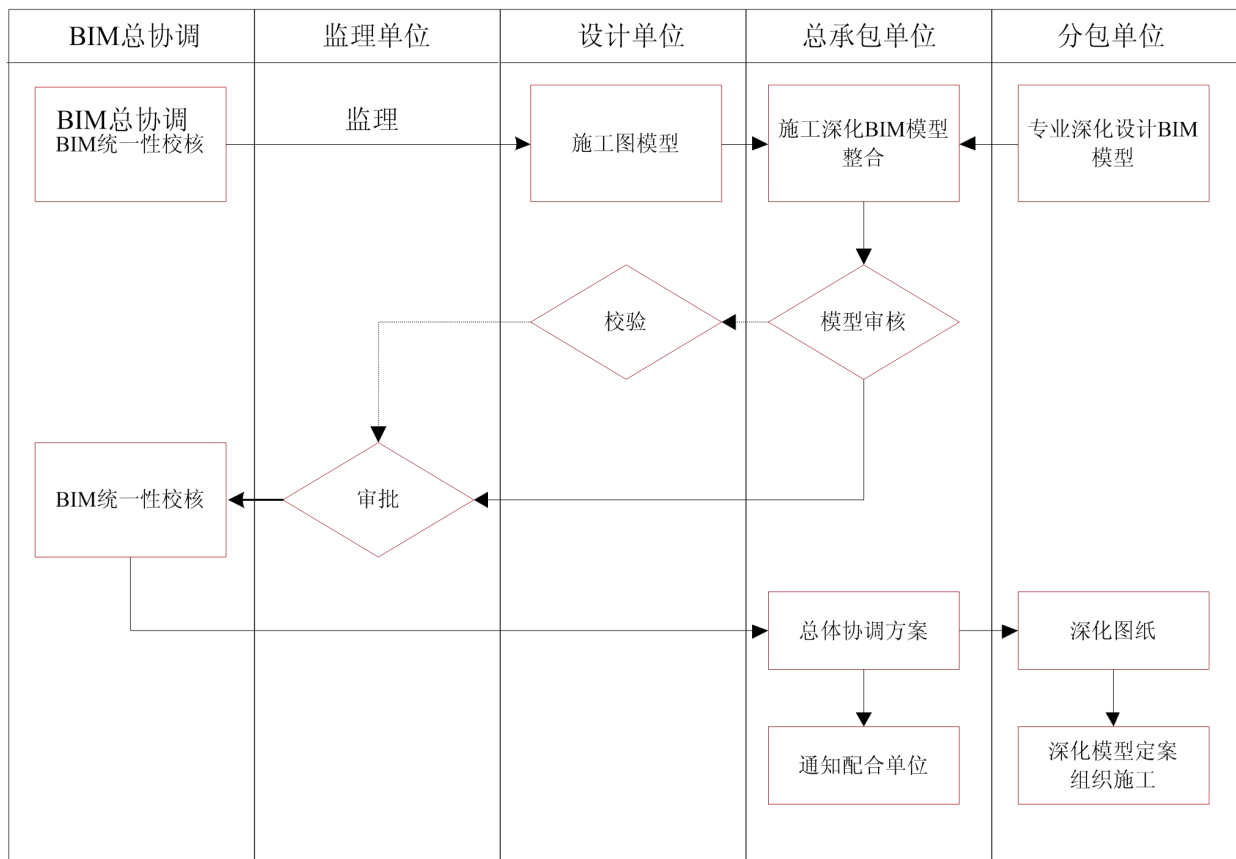 BIM总协调
监理单位
设计单位
总承包单位
分包单位
BIM总协调
BIM统一性校核
监理
施工图模型
施工深化BIM模型
整合
专业深化设计BIM
模型
校验
模型审核
BIM统一性校核
审批
总体协调方案
深化图纸
通知配合单位
深化模型定案
组织施工